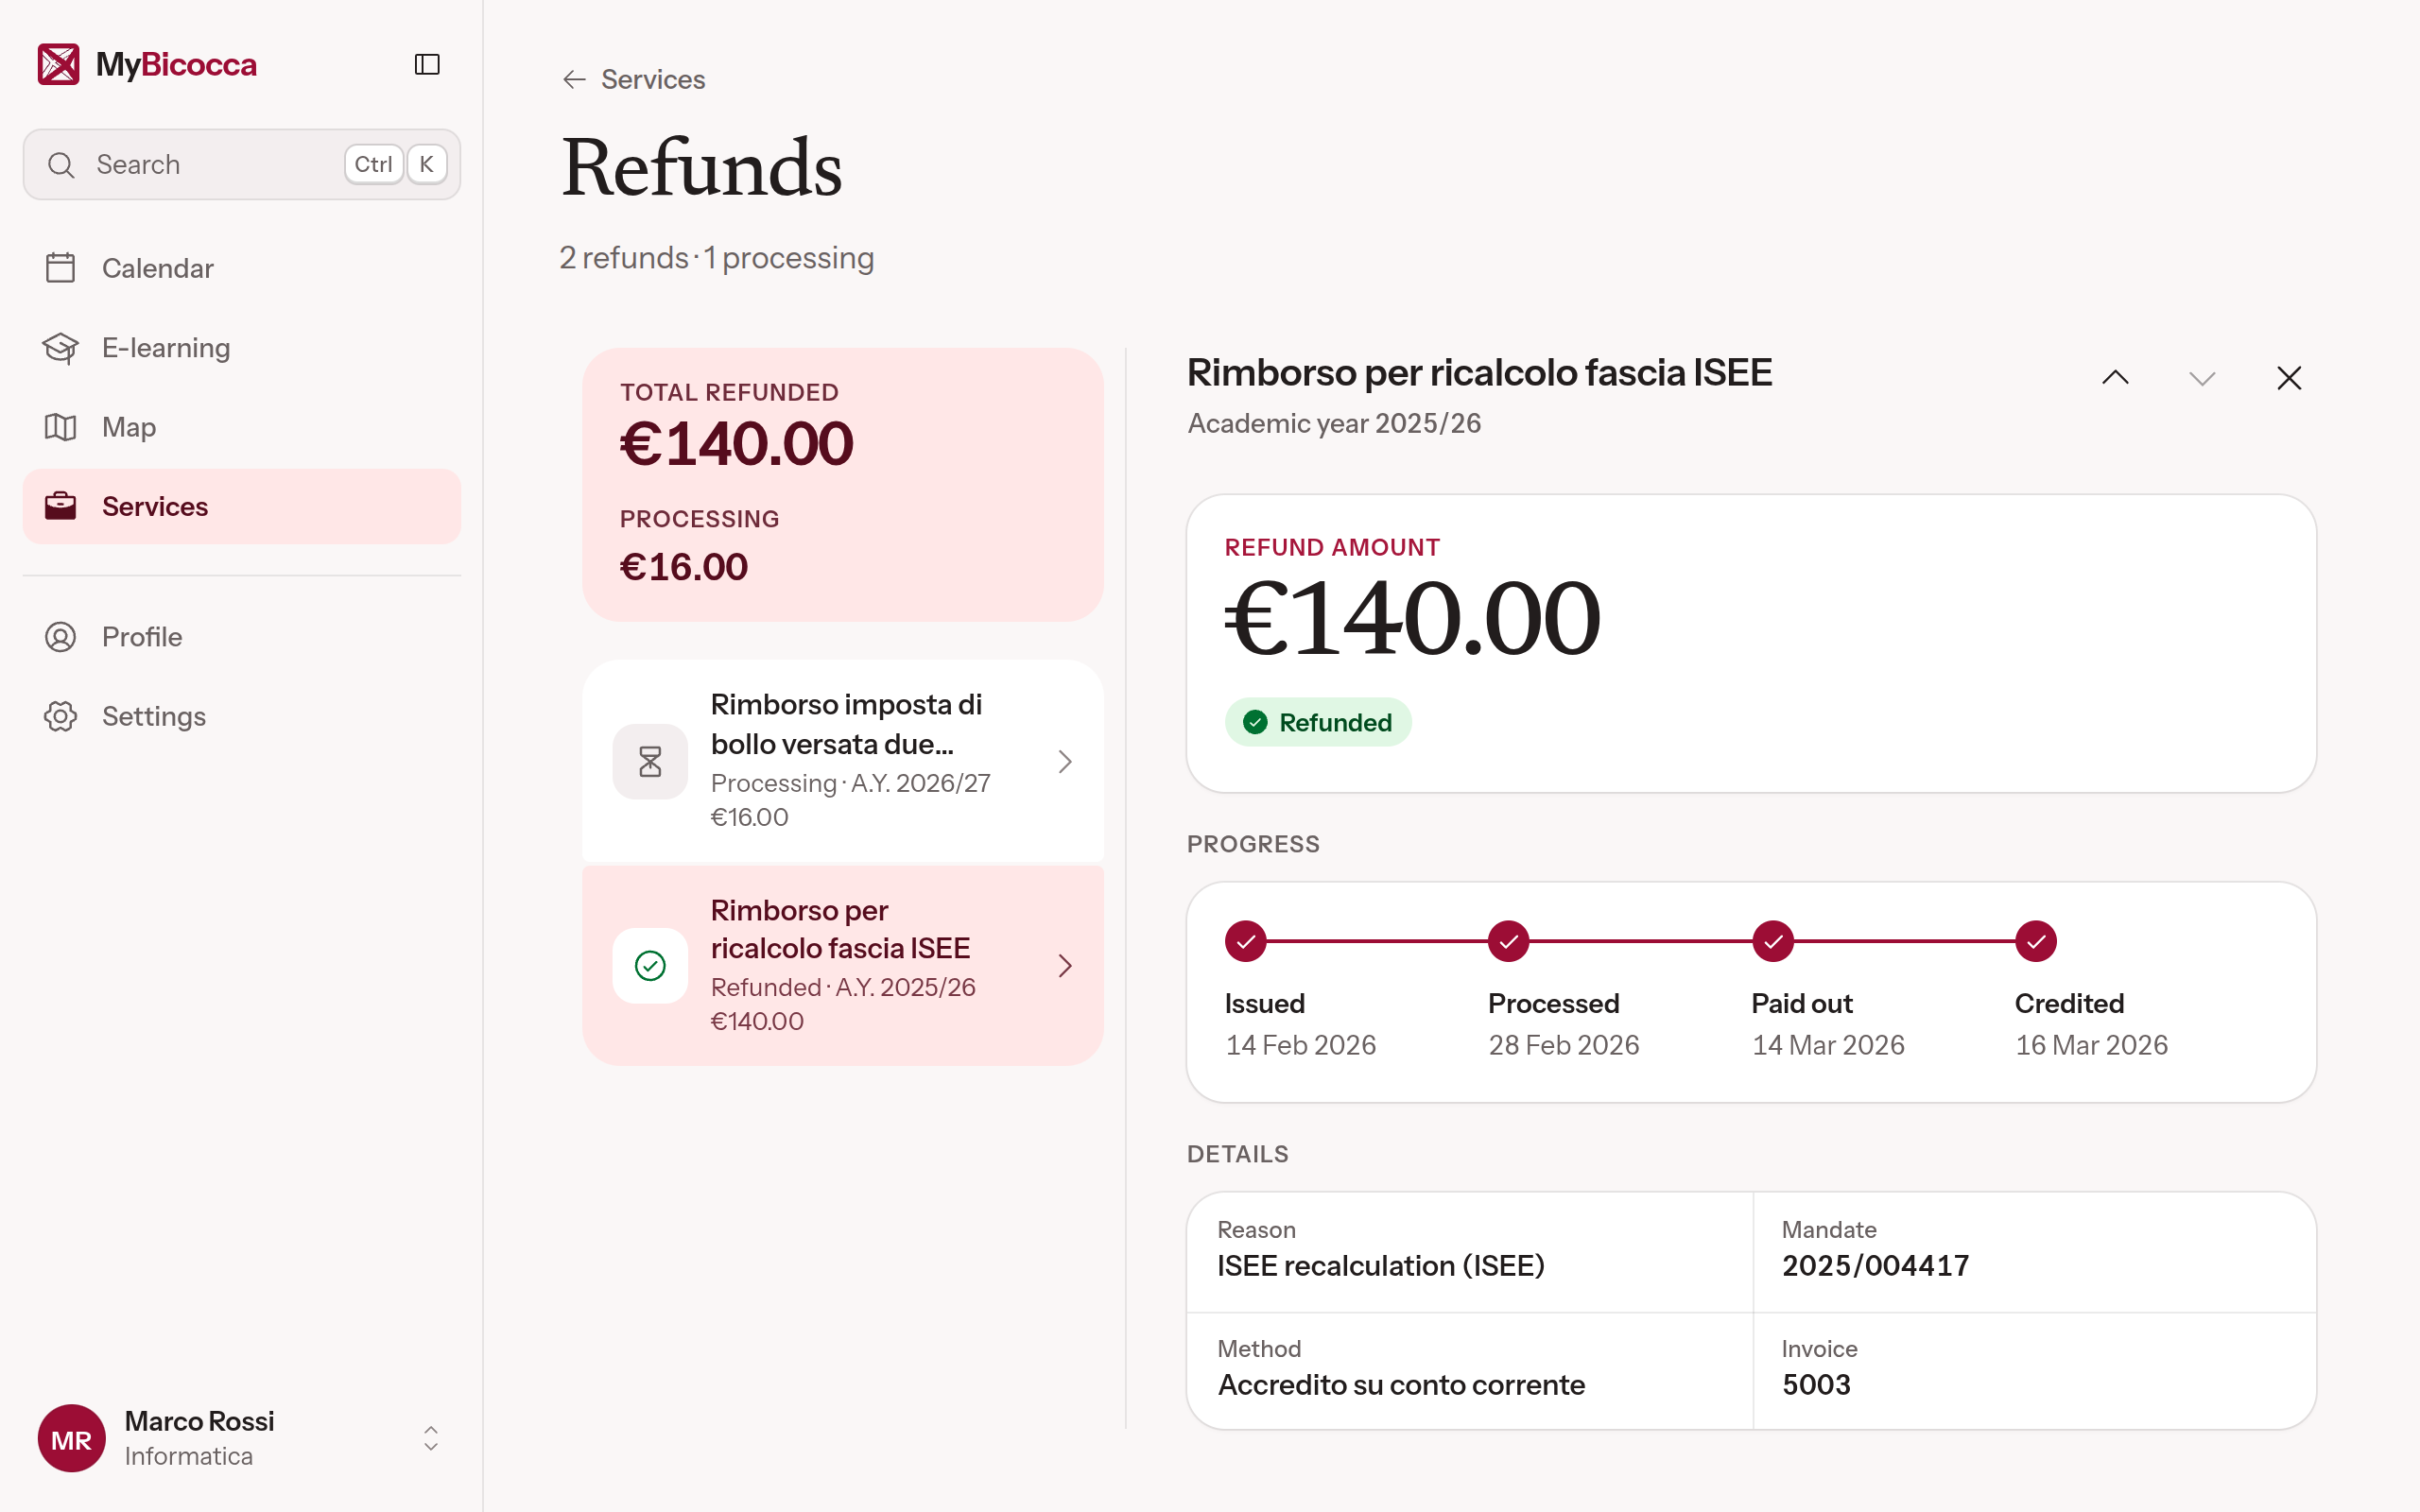 MyBicocca
Search
Ctrl K
Calendar
E-learning
Map
Services
Profile
Settings
MR
Marco Rossi
Informatica
Services
Refunds
2 refunds · 1 processing
TOTAL REFUNDED
€140.00
PROCESSING
€16.00
Rimborso imposta di
bollo versata due...
Processing · A.Y. 2026/27
€16.00
Rimborso per
ricalcolo fascia ISEE
Refunded · A.Y. 2025/26
€140.00
Rimborso per ricalcolo fascia ISEE
Academic year 2025/26
REFUND AMOUNT
€140.00
Refunded
PROGRESS
Issued
14 Feb 2026
Processed
28 Feb 2026
Paid out
14 Mar 2026
Credited
16 Mar 2026
DETAILS
Reason
ISEE recalculation (ISEE)
Mandate
2025/004417
Method
Accredito su conto corrente
Invoice
5003